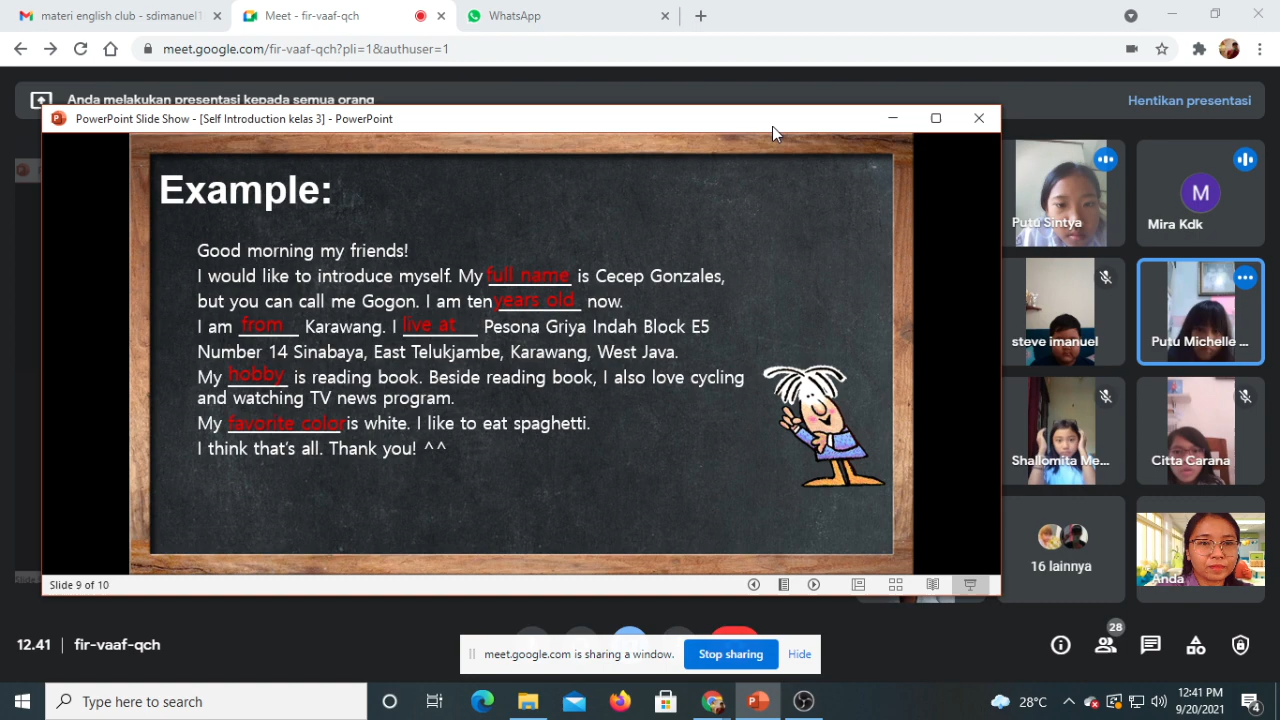 materi english club - sdimanuelT
Meet - fir-vaaf-qch
WhatsApp
meet.google.com/fir-vaaf-qch?pli=1&authuser=1
Anda melakukan presentasi kepada semua orang
Hentikan presentasi
PowerPoint Slide Show - [Self Introduction kelas 3] - PowerPoint
Example:
Good morning my friends!
I would like to introduce myself. My full name is Cecep Gonzales,
but you can call me Gogon. I am ten years old now.
I am from Karawang. I live at Pesona Griya Indah Block E5
Number 14 Sinabaya, East Telukjambe, Karawang, West Java.
My hobby is reading book. Beside reading book, I also love cycling
and watching TV news program.
My favorite color is white. I like to eat spaghetti.
I think that's all. Thank you! ^^
Slide 9 of 10
Putu Sintya
M
Mira Kdk
steve imanuel
Putu Michelle ...
Shallomita Me...
Citta Carana
16 lainnya
Anda
12.41 | fir-vaaf-qch
28
meet.google.com is sharing a window.
Stop sharing
Hide
Type here to search
28°C
12:41 PM
9/20/2021
4